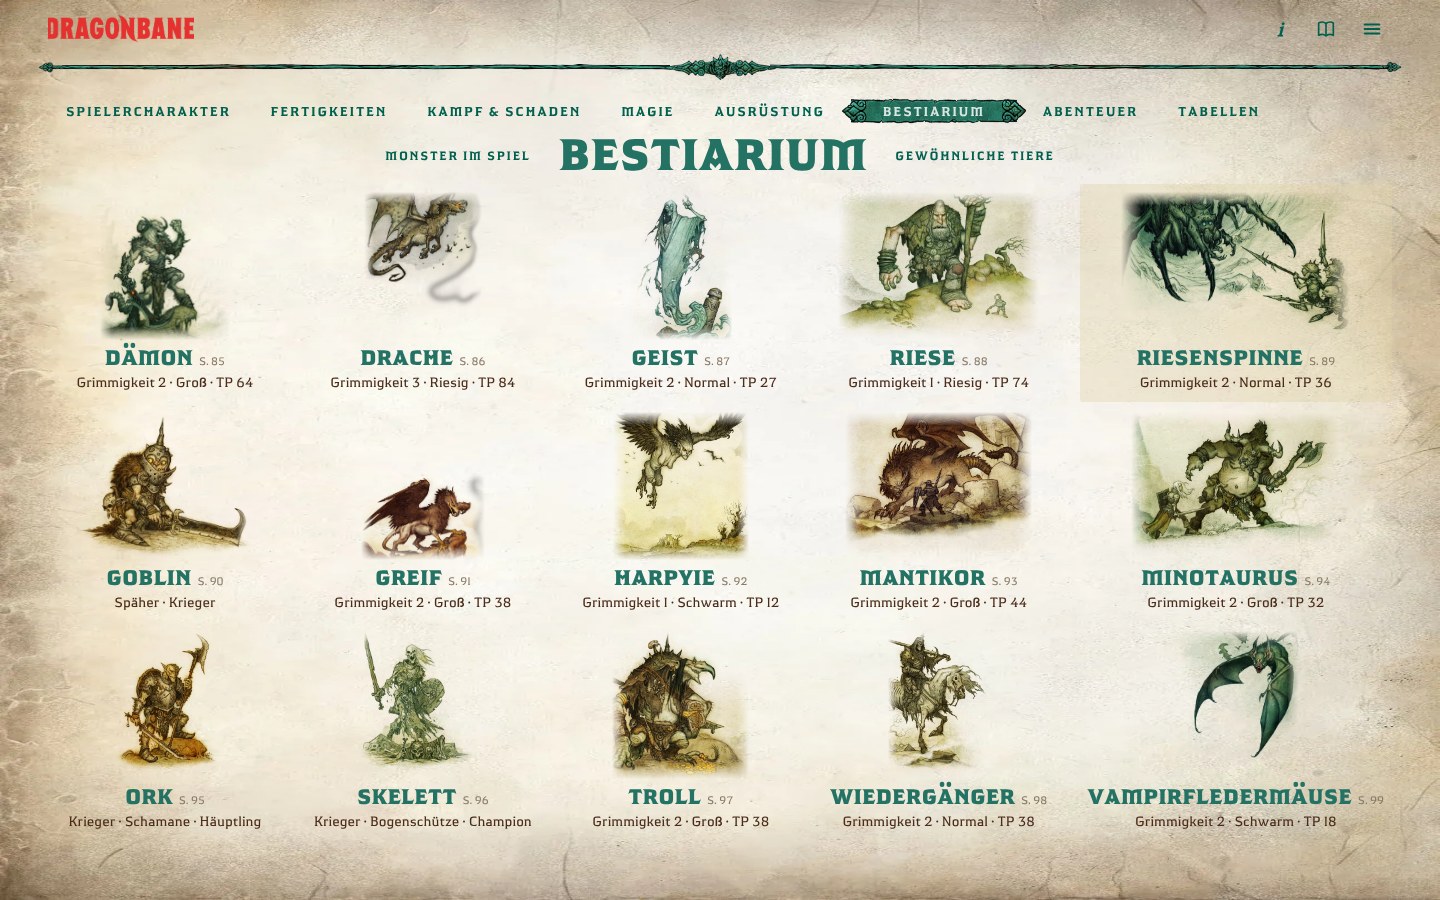 DRAGONBANE
i
SPIELERCHARAKTER FERTIGKEITEN KAMPF & SCHADEN MAGIE AUSRÜSTUNG BESTIARIUM ABENTEUER TABELLEN
MONSTER IM SPIEL BESTIARIUM GEWÖHNLICHE TIERE
DÄMON S. 85
Grimmigkeit 2 · Groß · TP 64
DRACHE S. 86
Grimmigkeit 3 · Riesig · TP 84
GEIST S. 87
Grimmigkeit 2 · Normal · TP 27
RIESE S. 88
Grimmigkeit 1 · Riesig · TP 74
RIESENSPINNE S. 89
Grimmigkeit 2 · Normal · TP 36
GOBLIN S. 90
Späher · Krieger
GREIF S. 91
Grimmigkeit 2 · Groß · TP 38
HARPYIE S. 92
Grimmigkeit 1 · Schwarm · TP 12
MANTIKOR S. 93
Grimmigkeit 2 · Groß · TP 44
MINOTAURUS S. 94
Grimmigkeit 2 · Groß · TP 32
ORK S. 95
Krieger · Schamane · Häuptling
SKELETT S. 96
Krieger · Bogenschütze · Champion
TROLL S. 97
Grimmigkeit 2 · Groß · TP 38
WIEDERGÄNGER S. 98
Grimmigkeit 2 · Normal · TP 38
VAMPIRFLEDERMÄUSE S. 99
Grimmigkeit 2 · Schwarm · TP 18